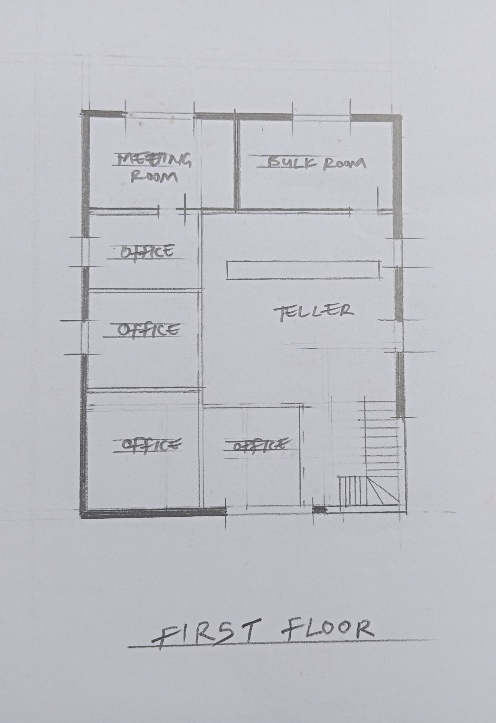 MEETING
ROOM
BULK ROOM
OFFICE
TELLER
OFFICE
OFFICE
OFFICE
FIRST FLOOR